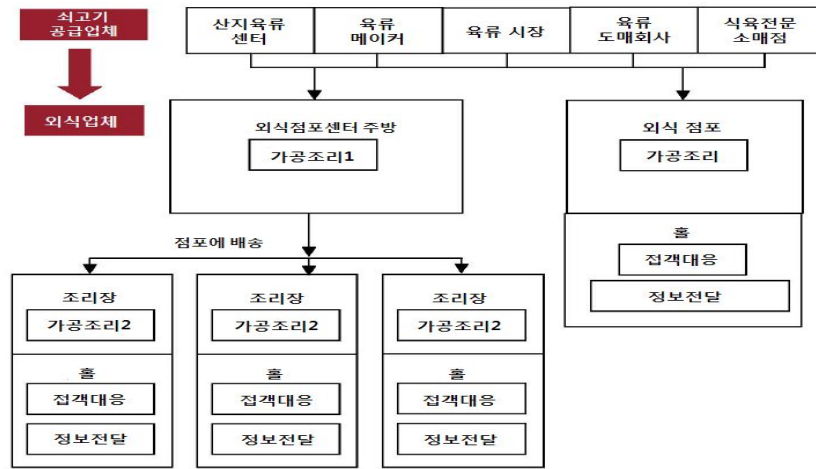 쇠고기
공급업체
산지육류
센터
육류
메이커
육류 시장
육류
도매회사
식육전문
소매점
외식업체
외식점포센터 주방
가공조리1
외식 점포
가공조리
홀
접객대응
정보전달
점포에 배송
조리장
가공조리2
홀
접객대응
정보전달
조리장
가공조리2
홀
접객대응
정보전달
조리장
가공조리2
홀
접객대응
정보전달